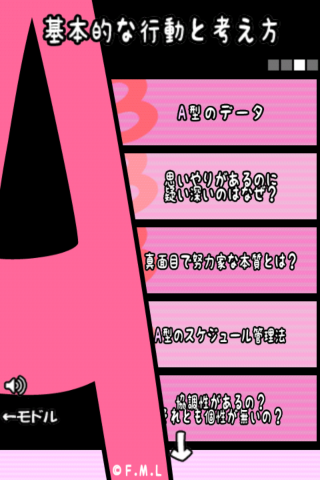 基本的な行動と考え方
A型のデータ
思いやりがあるのに
疑い深いのはなぜ?
真面目で努力家な本質とは?
A型のスケジュール管理法
協調性があるの?
それとも個性が無いの?
←モドル
© F.M.L